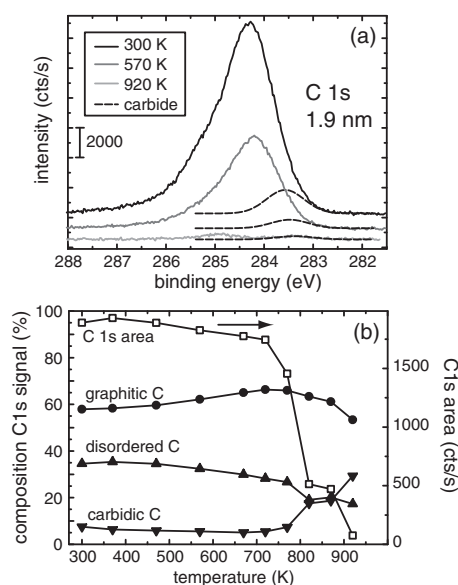 (a)
300 K
570 K
920 K
carbide
C 1s
1.9 nm
2000
intensity (cts/s)
288 287 286 285 284 283 282
binding energy (eV)
(b)
C 1s area
graphitic C
disordered C
carbidic C
100
80
60
40
20
0
composition C1s signal (%)
1500
1000
500
0
C1s area (cts/s)
300 400 500 600 700 800 900
temperature (K)